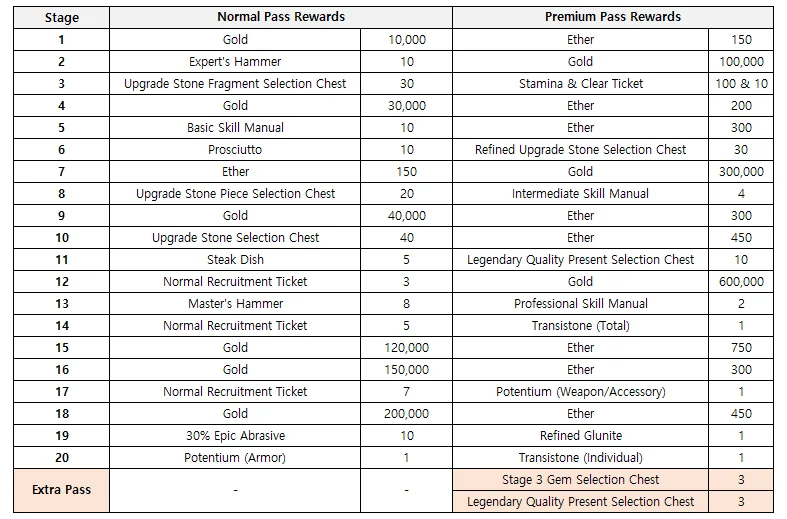 Stage Normal Pass Rewards Premium Pass Rewards
1 Gold 10,000 Ether 150
2 Expert's Hammer 10 Gold 100,000
3 Upgrade Stone Fragment Selection Chest 30 Stamina & Clear Ticket 100 & 10
4 Gold 30,000 Ether 200
5 Basic Skill Manual 10 Ether 300
6 Prosciutto 10 Refined Upgrade Stone Selection Chest 30
7 Ether 150 Gold 300,000
8 Upgrade Stone Piece Selection Chest 20 Intermediate Skill Manual 4
9 Gold 40,000 Ether 300
10 Upgrade Stone Selection Chest 40 Ether 450
11 Steak Dish 5 Legendary Quality Present Selection Chest 10
12 Normal Recruitment Ticket 3 Gold 600,000
13 Master's Hammer 8 Professional Skill Manual 2
14 Normal Recruitment Ticket 5 Transistone (Total) 1
15 Gold 120,000 Ether 750
16 Gold 150,000 Ether 300
17 Normal Recruitment Ticket 7 Potentium (Weapon/Accessory) 1
18 Gold 200,000 Ether 450
19 30% Epic Abrasive 10 Refined Glunite 1
20 Potentium (Armor) 1 Transistone (Individual) 1
Extra Pass - - Stage 3 Gem Selection Chest 3
Legendary Quality Present Selection Chest 3